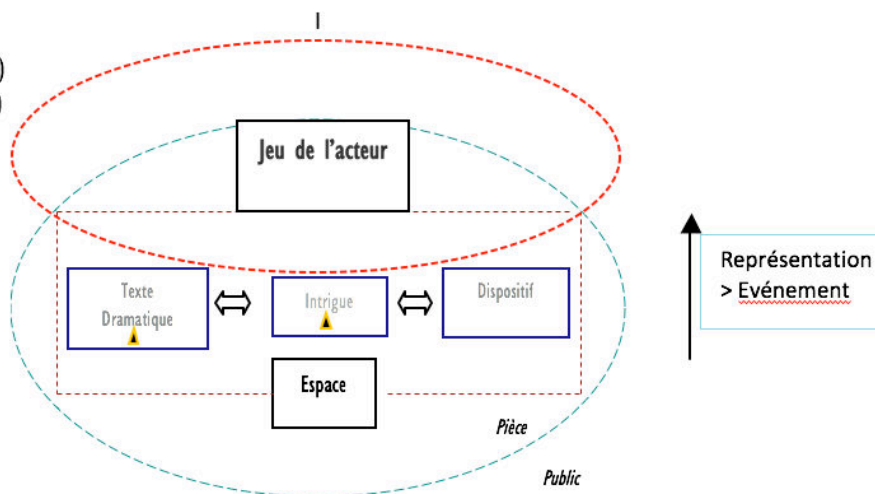 I
)
)
Jeu de l'acteur
Représentation
> Evénement
Texte
Dramatique
Intrigue
Dispositif
Espace
Pièce
Public